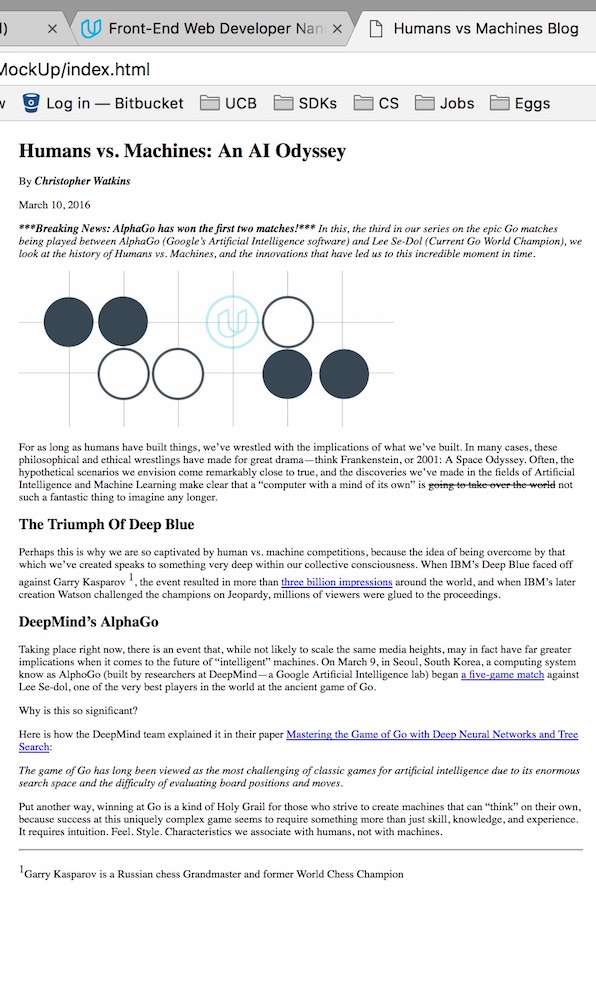 )
Front-End Web Developer Nan
Humans vs Machines Blog
MockUp/index.html
w
Log in — Bitbucket
UCB
SDKs
CS
Jobs
Eggs
Humans vs. Machines: An AI Odyssey
By Christopher Watkins
March 10, 2016
***Breaking News: AlphaGo has won the first two matches!*** In this, the third in our series on the epic Go matches
being played between AlphaGo (Google's Artificial Intelligence software) and Lee Se-Dol (Current Go World Champion), we
look at the history of Humans vs. Machines, and the innovations that have led us to this incredible moment in time.
For as long as humans have built things, we've wrestled with the implications of what we've built. In many cases, these
philosophical and ethical wrestlings have made for great drama—think Frankenstein, or 2001: A Space Odyssey. Often, the
hypothetical scenarios we envision come remarkably close to true, and the discoveries we've made in the fields of Artificial
Intelligence and Machine Learning make clear that a “computer with a mind of its own” is going to take over the world not
such a fantastic thing to imagine any longer.
The Triumph Of Deep Blue
Perhaps this is why we are so captivated by human vs. machine competitions, because the idea of being overcome by that
which we've created speaks to something very deep within our collective consciousness. When IBM's Deep Blue faced off
against Garry Kasparov 1, the event resulted in more than three billion impressions around the world, and when IBM's later
creation Watson challenged the champions on Jeopardy, millions of viewers were glued to the proceedings.
DeepMind's AlphaGo
Taking place right now, there is an event that, while not likely to scale the same media heights, may in fact have far greater
implications when it comes to the future of “intelligent” machines. On March 9, in Seoul, South Korea, a computing system
know as AlphoGo (built by researchers at DeepMind—a Google Artificial Intelligence lab) began a five-game match against
Lee Se-dol, one of the very best players in the world at the ancient game of Go.
Why is this so significant?
Here is how the DeepMind team explained it in their paper Mastering the Game of Go with Deep Neural Networks and Tree
Search:
The game of Go has long been viewed as the most challenging of classic games for artificial intelligence due to its enormous
search space and the difficulty of evaluating board positions and moves.
Put another way, winning at Go is a kind of Holy Grail for those who strive to create machines that can “think” on their own,
because success at this uniquely complex game seems to require something more than just skill, knowledge, and experience.
It requires intuition. Feel. Style. Characteristics we associate with humans, not with machines.
1Garry Kasparov is a Russian chess Grandmaster and former World Chess Champion